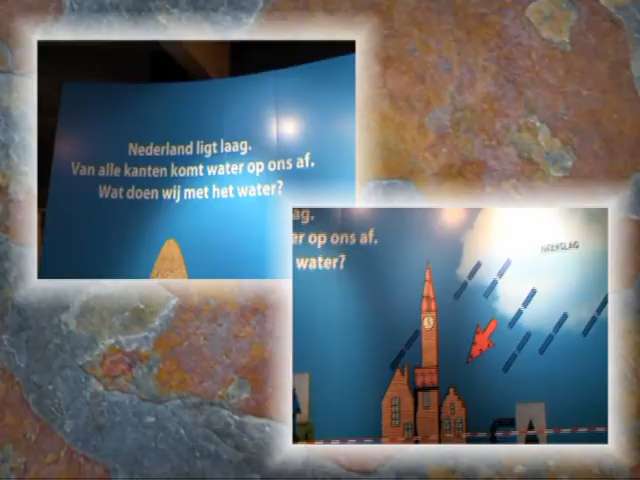 Nederland ligt laag.
Van alle kanten komt water op ons af.
Wat doen wij met het water?
ag.
er op ons af.
water?
NEERSLAG
A